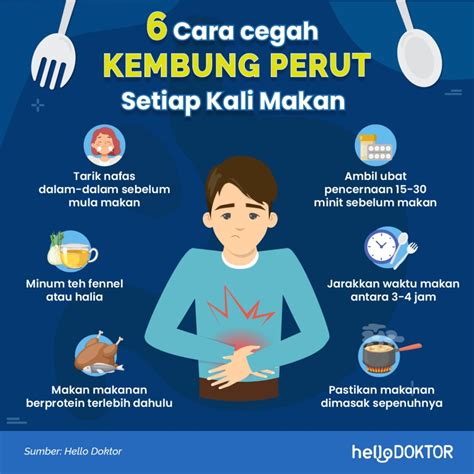 6 Cara cegah
KEMBUNG PERUT
Setiap Kali Makan
Tarik nafas
dalam-dalam sebelum
mula makan
Ambil ubat
pencernaan 15-30
minit sebelum makan
Minum teh fennel
atau halia
Jarakkan waktu makan
antara 3-4 jam
Makan makanan
berprotein terlebih dahulu
Pastikan makanan
dimasak sepenuhnya
Sumber: Hello Doktor
helloDOKTOR